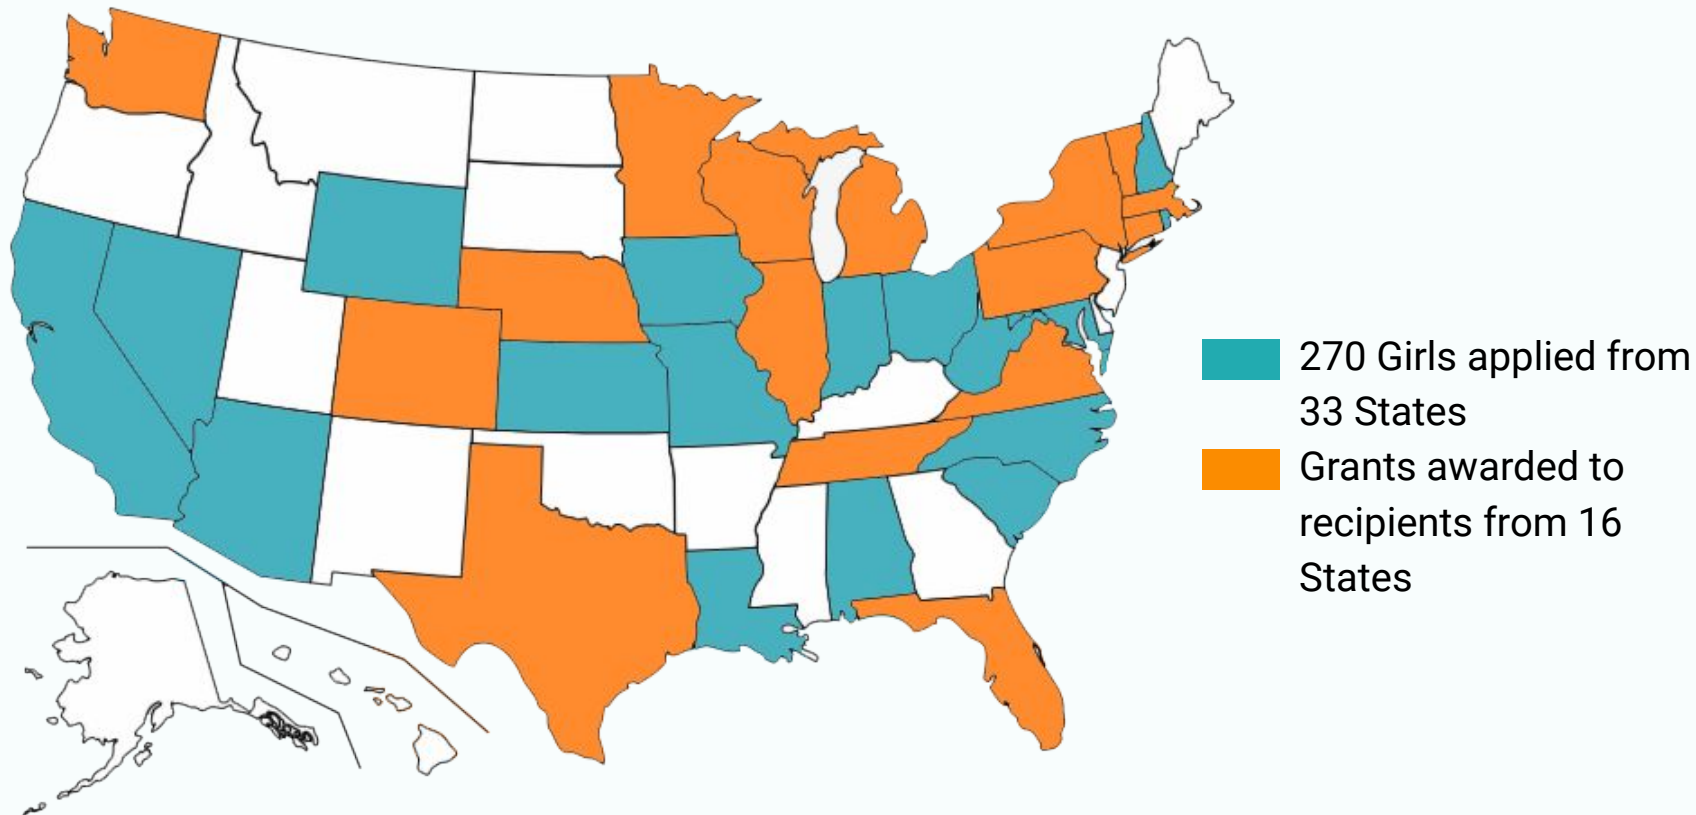 270 Girls applied from
33 States
Grants awarded to
recipients from 16
States